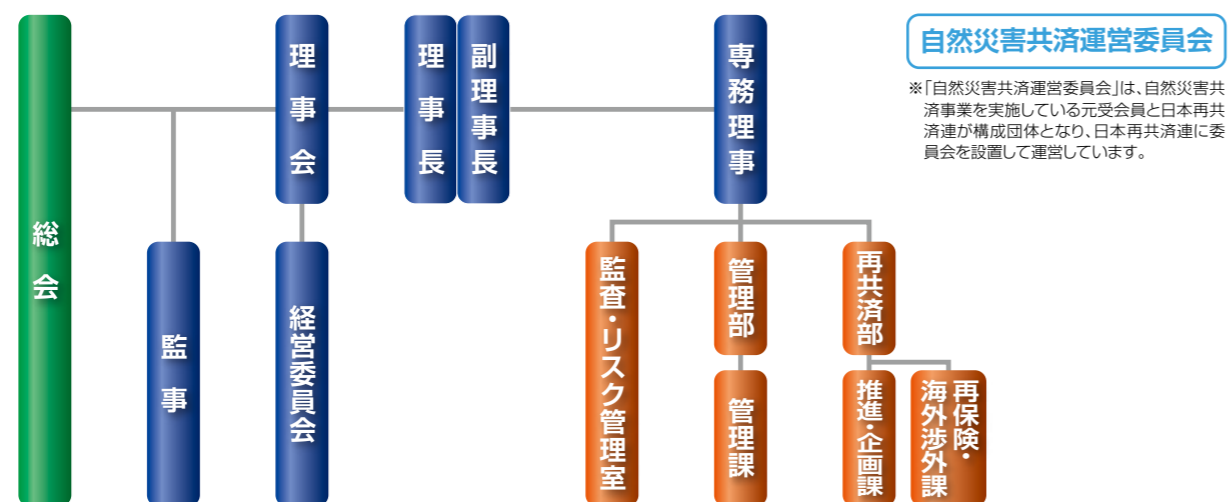 総会
監事
理事会
経営委員会
理事長
副理事長
専務理事
監査・リスク管理室
管理部
管理課
再共済部
推進・企画課
再保険・
海外渉外課
自然災害共済運営委員会
※「自然災害共済運営委員会」は、自然災害共
済事業を実施している元受会員と日本再共
済連が構成団体となり、日本再共済連に委
員会を設置して運営しています。